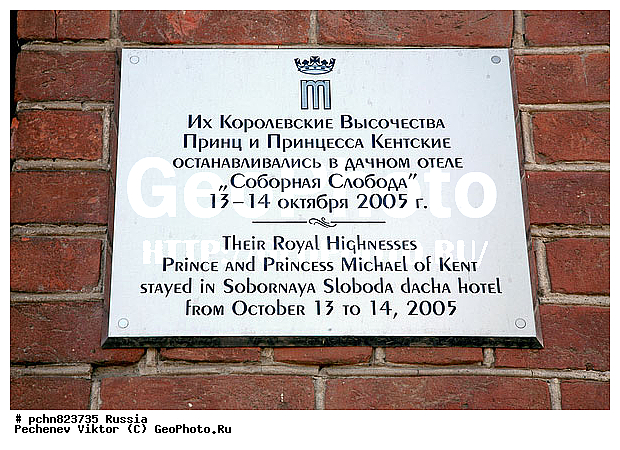 Их Королевские Высочества
Принц и Принцесса Кентские
останавливались в дачном отеле
„Соборная Слобода”
13–14 октября 2005 г.
Their Royal Highnesses
Prince and Princess Michael of Kent
stayed in Sobornaya Sloboda dacha hotel
from October 13 to 14, 2005
GeoPhoto
# pchn823735 Russia
Pechenev Viktor (C) GeoPhoto.Ru